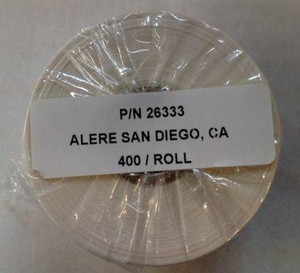 P/N 26333
ALERE SAN DIEGO, CA
400 / ROLL